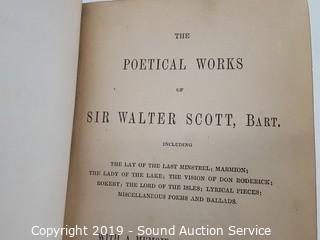 THE
POETICAL WORKS
OF
SIR WALTER SCOTT, BART.
INCLUDING
THE LAY OF THE LAST MINSTREL; MARMION;
THE LADY OF THE LAKE; THE VISION OF DON RODERICK;
ROKEBY; THE LORD OF THE ISLES; LYRICAL PIECES;
MISCELLANEOUS POEMS AND BALLADS.
WITH A MEMOIR
Copyright 2019 - Sound Auction Service